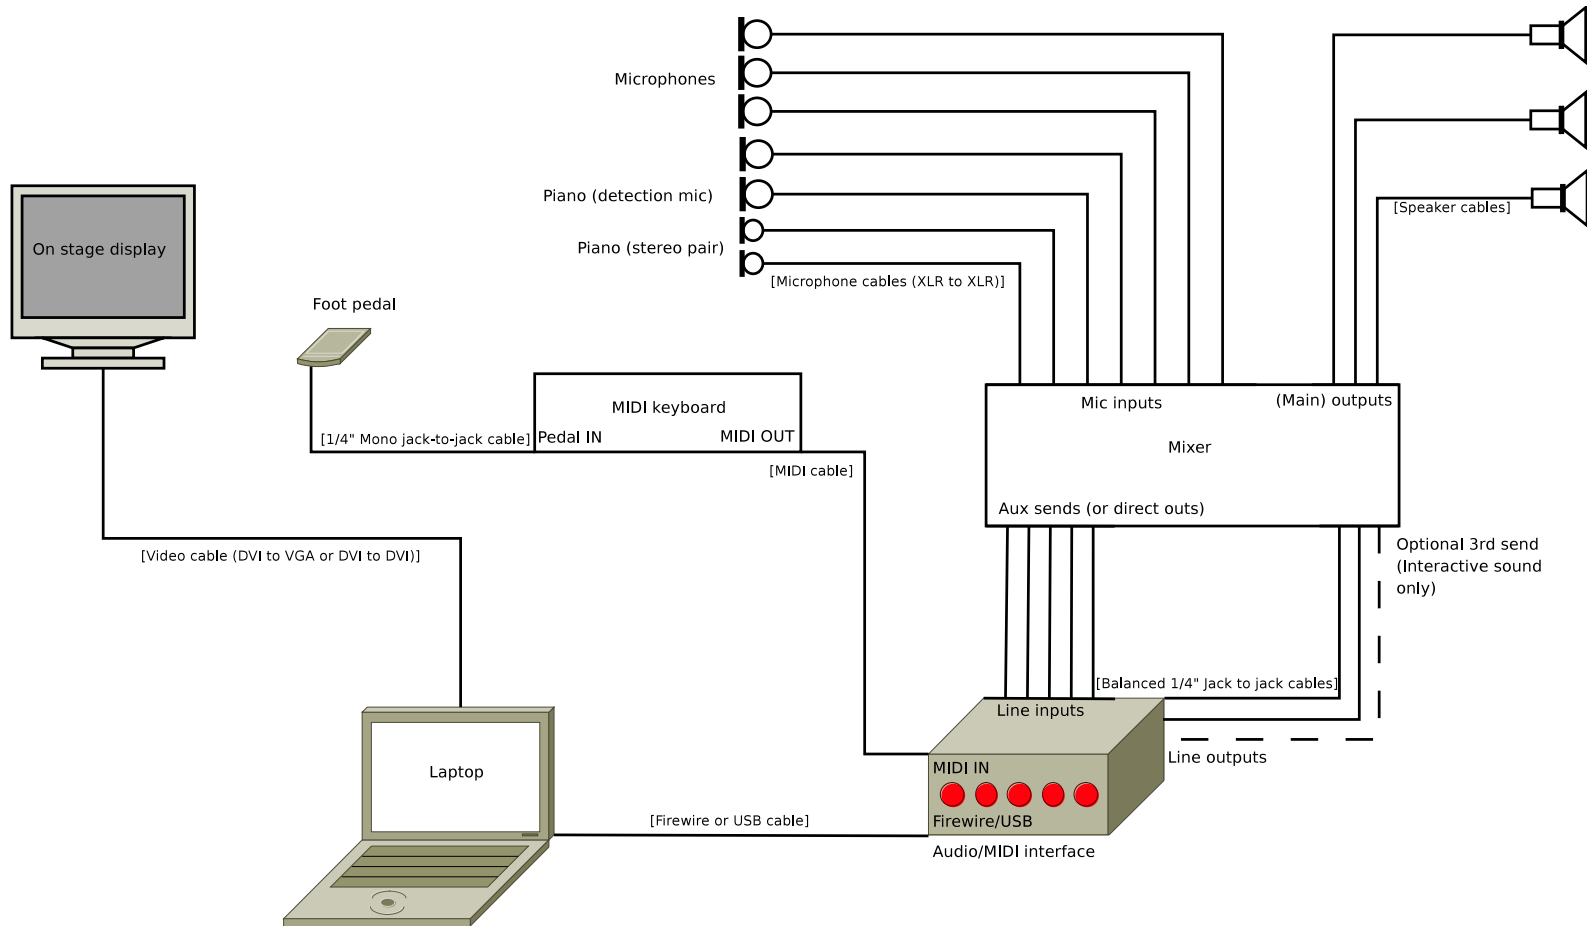 Microphones
Piano (detection mic)
Piano (stereo pair)
[Microphone cables (XLR to XLR)]
[Speaker cables]
On stage display
Foot pedal
MIDI keyboard
[1/4" Mono jack-to-jack cable]
Pedal IN
MIDI OUT
[MIDI cable]
Mic inputs
(Main) outputs
Mixer
Aux sends (or direct outs)
[Video cable (DVI to VGA or DVI to DVI)]
Optional 3rd send
(Interactive sound
only)
[Balanced 1/4" Jack to jack cables]
Line inputs
Line outputs
Laptop
MIDI IN
[Firewire or USB cable]
Firewire/USB
Audio/MIDI interface